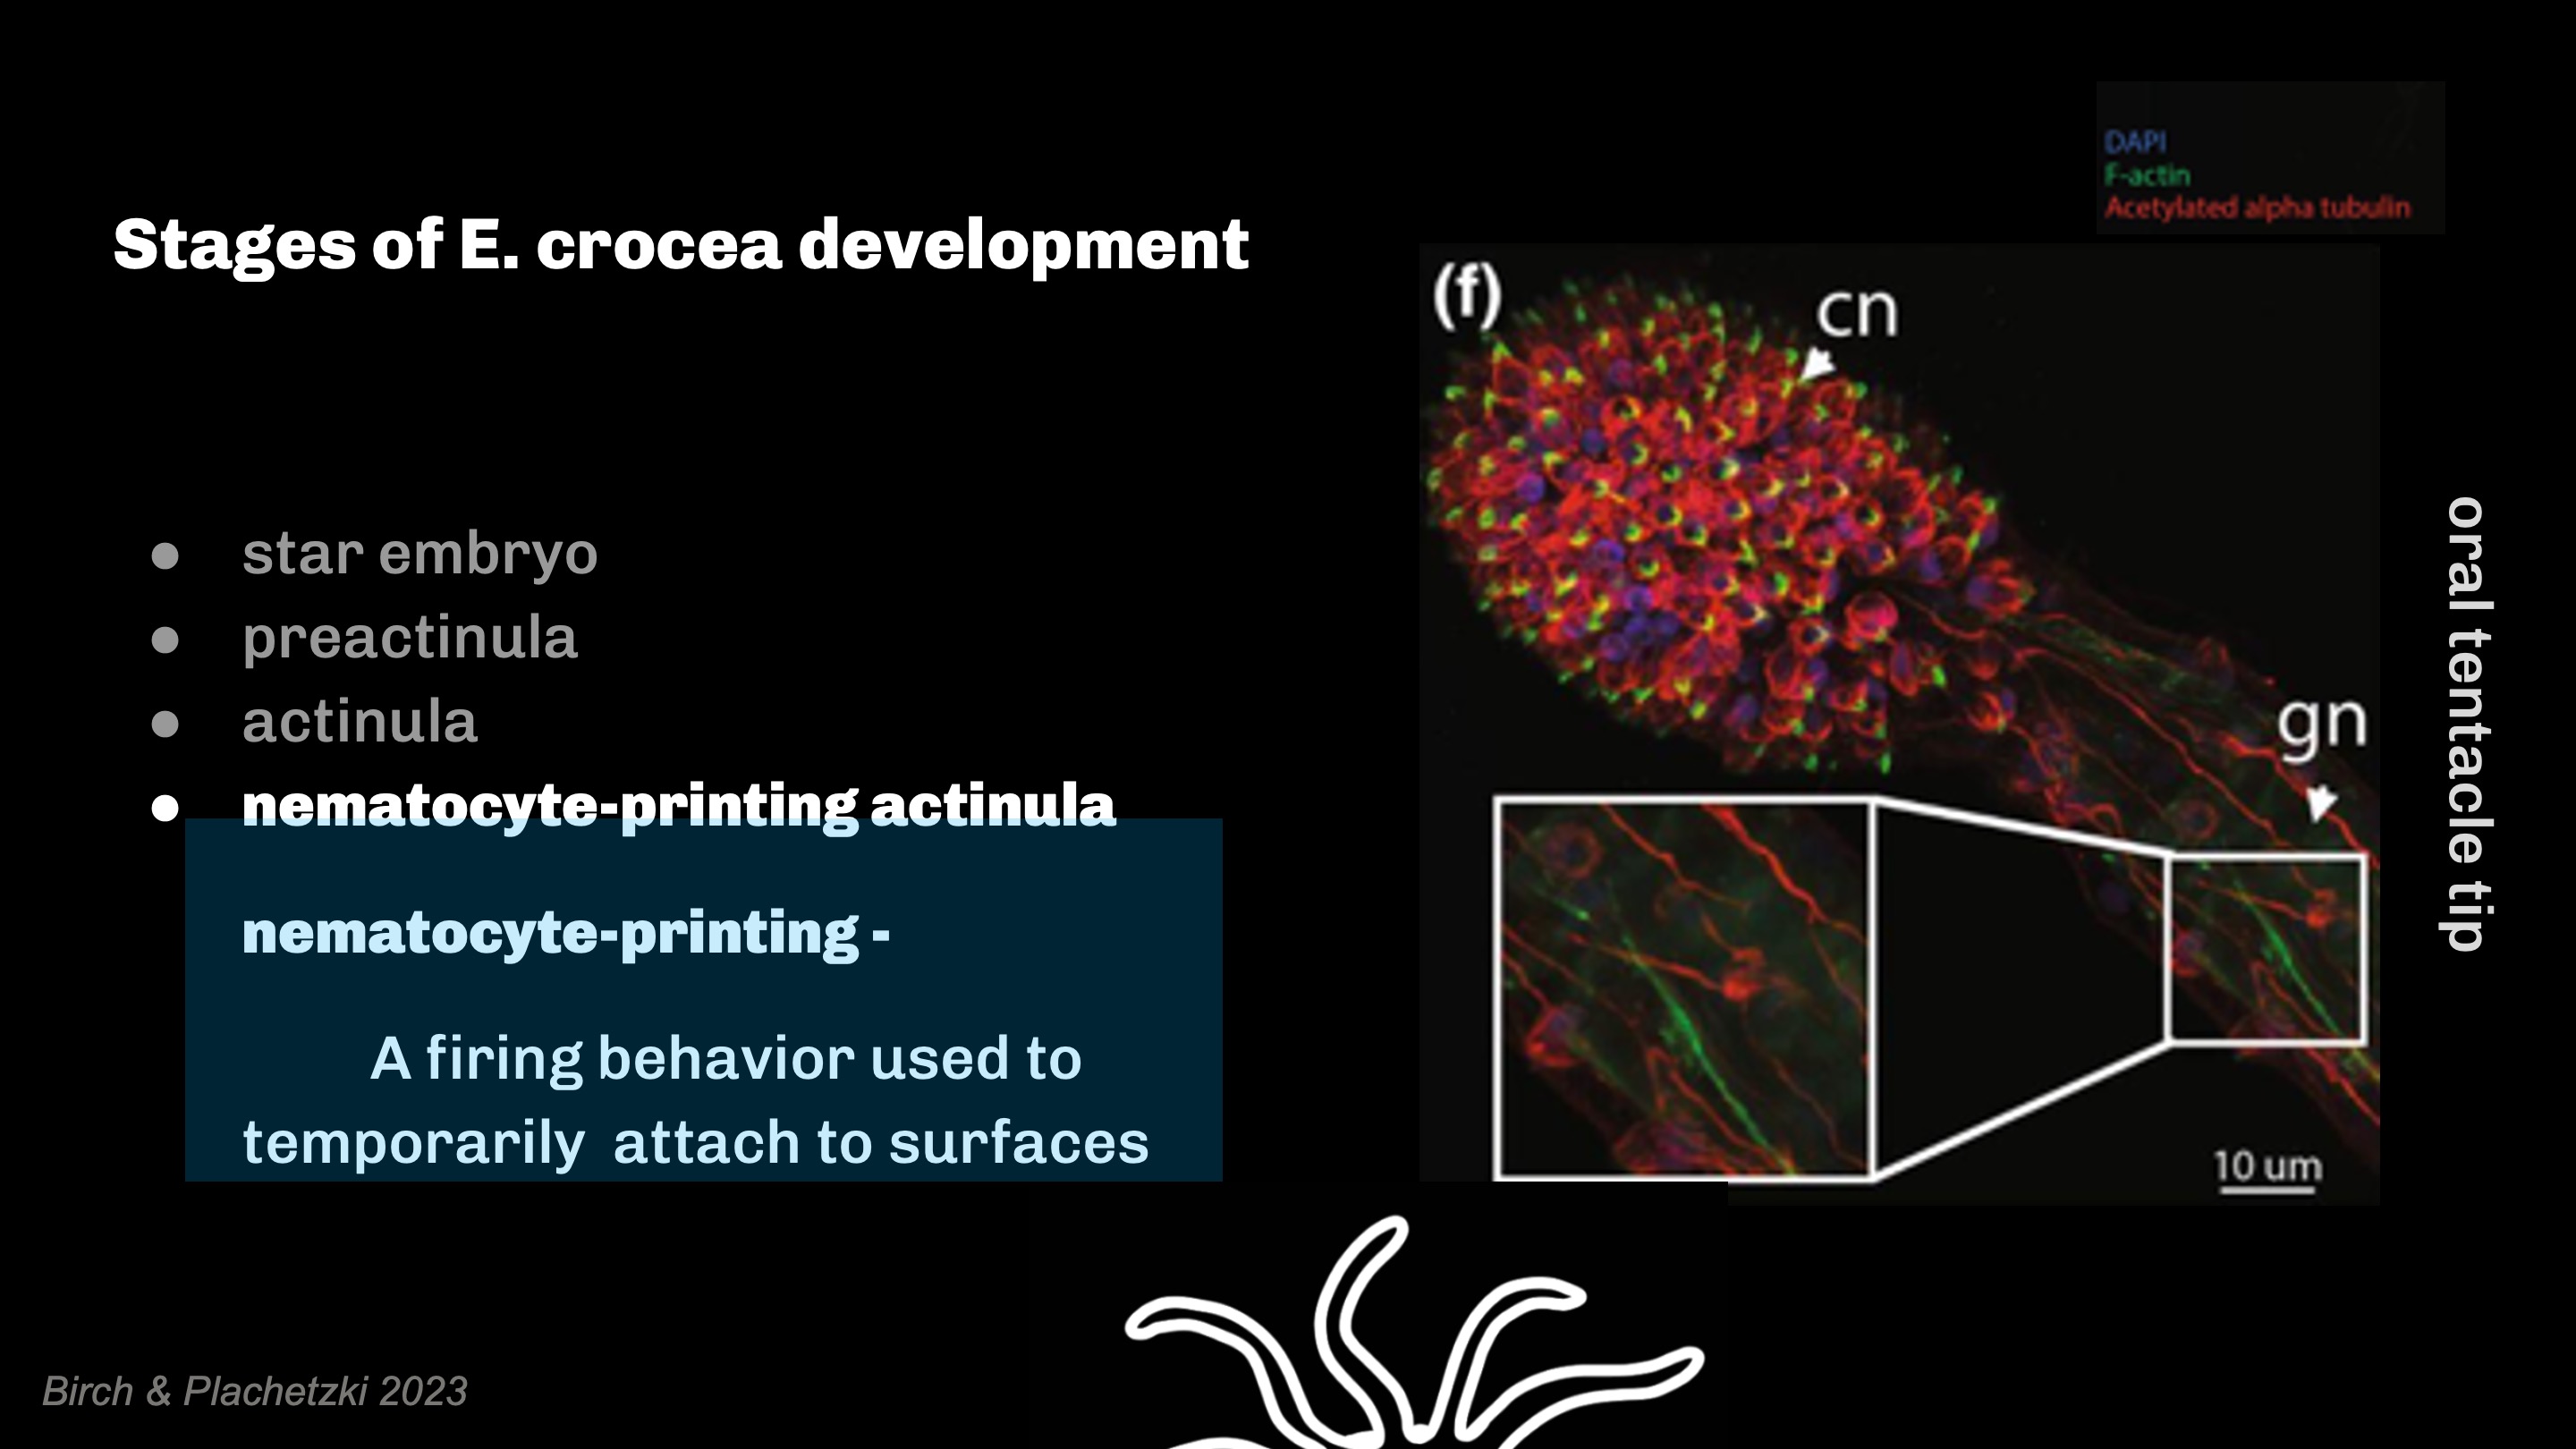 DAPI
F-actin
Acetylated alpha tubulin
Stages of E. crocea development
(f)
cn
● star embryo
● preactinula
● actinula
● nematocyte-printing actinula
nematocyte-printing -
A firing behavior used to
temporarily attach to surfaces
gn
oral tentacle tip
10 um
Birch & Plachetzki 2023